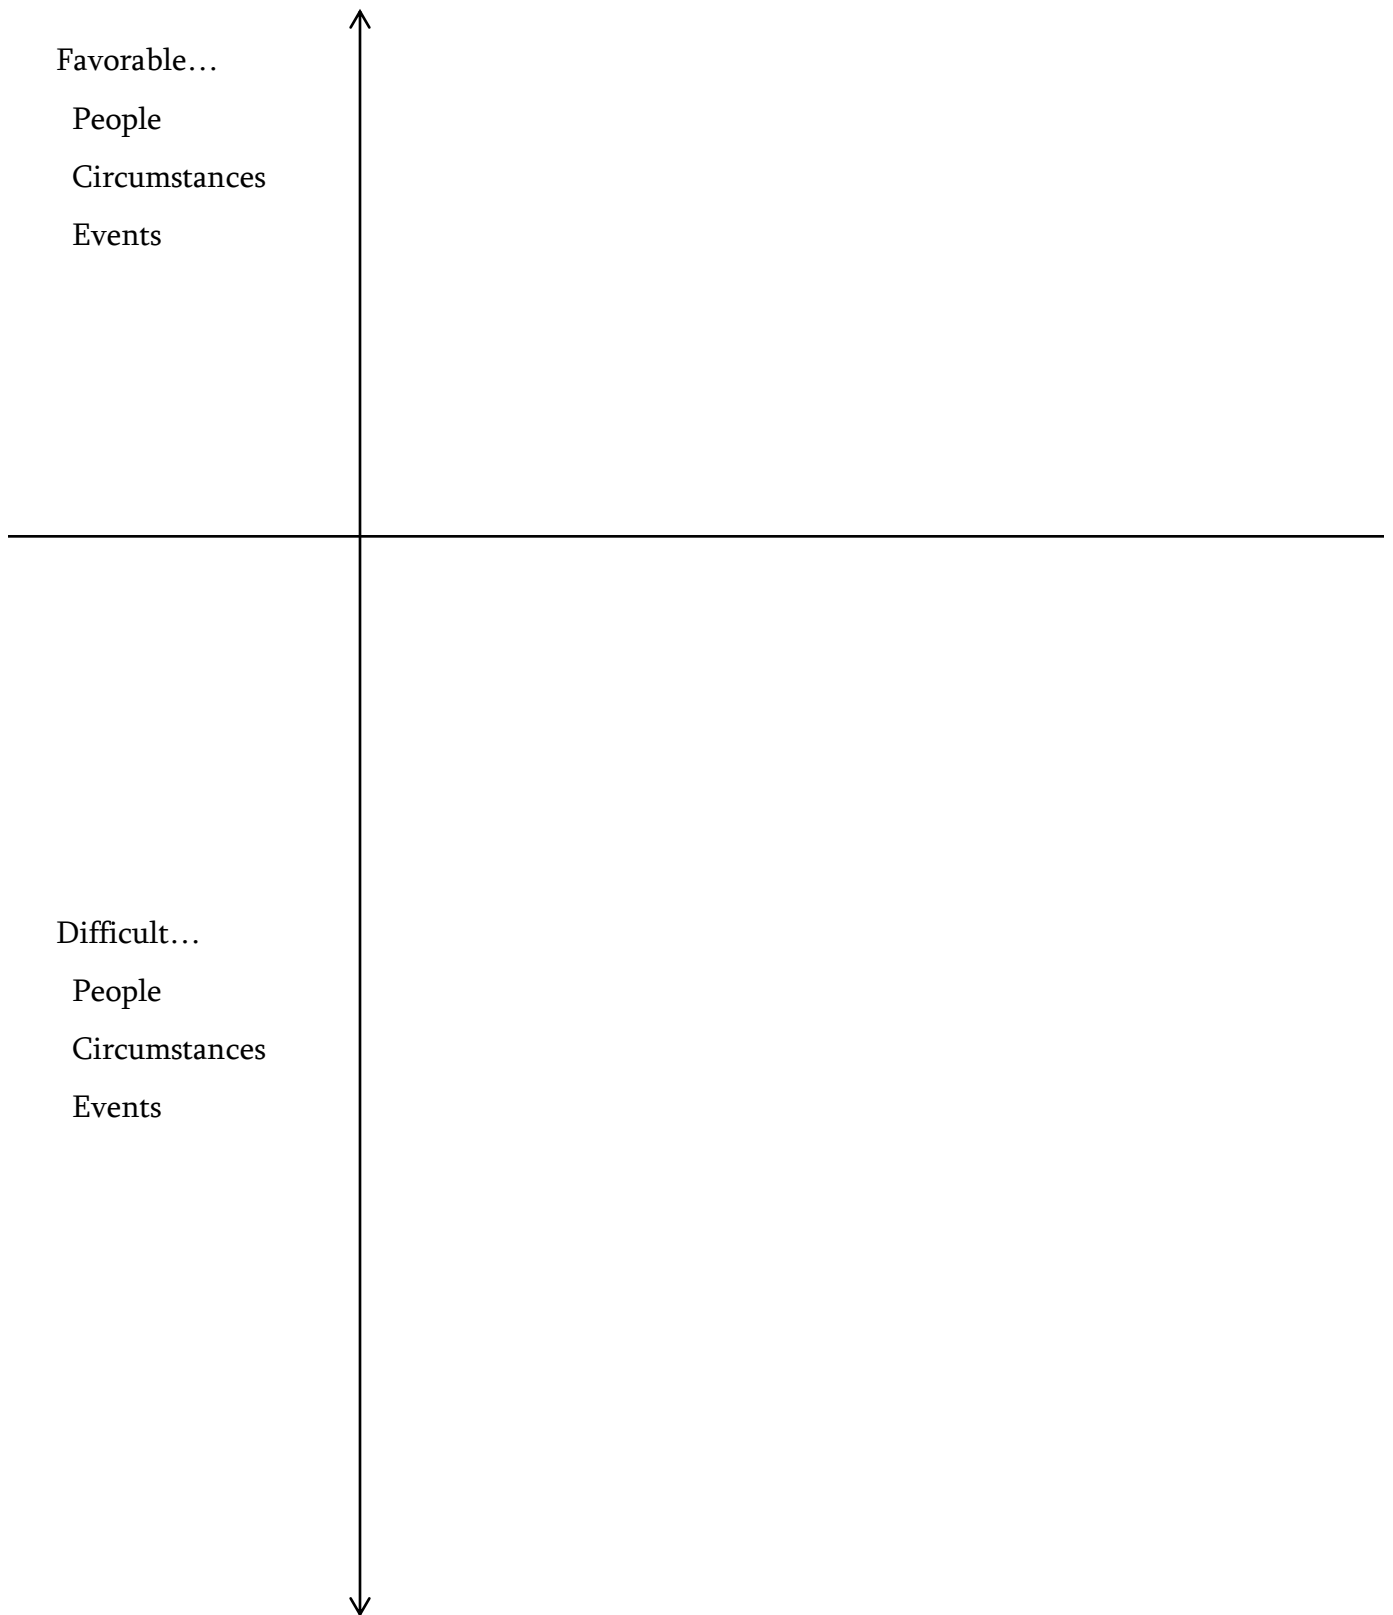 Favorable…
People
Circumstances
Events
Difficult…
People
Circumstances
Events